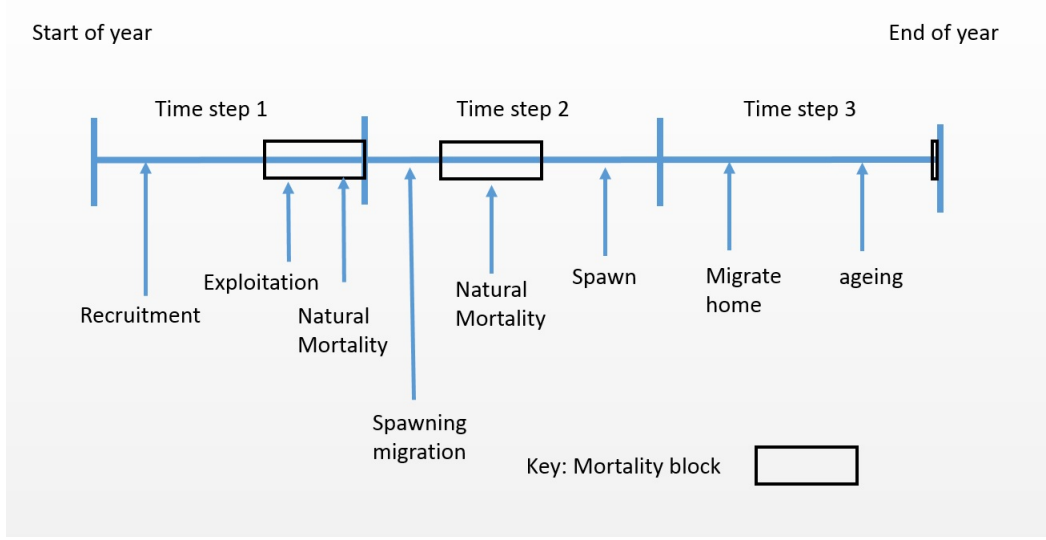 Start of year
End of year
Time step 1
Time step 2
Time step 3
Exploitation
Recruitment
Natural
Mortality
Spawning
migration
Natural
Mortality
Spawn
Migrate
home
ageing
Key: Mortality block